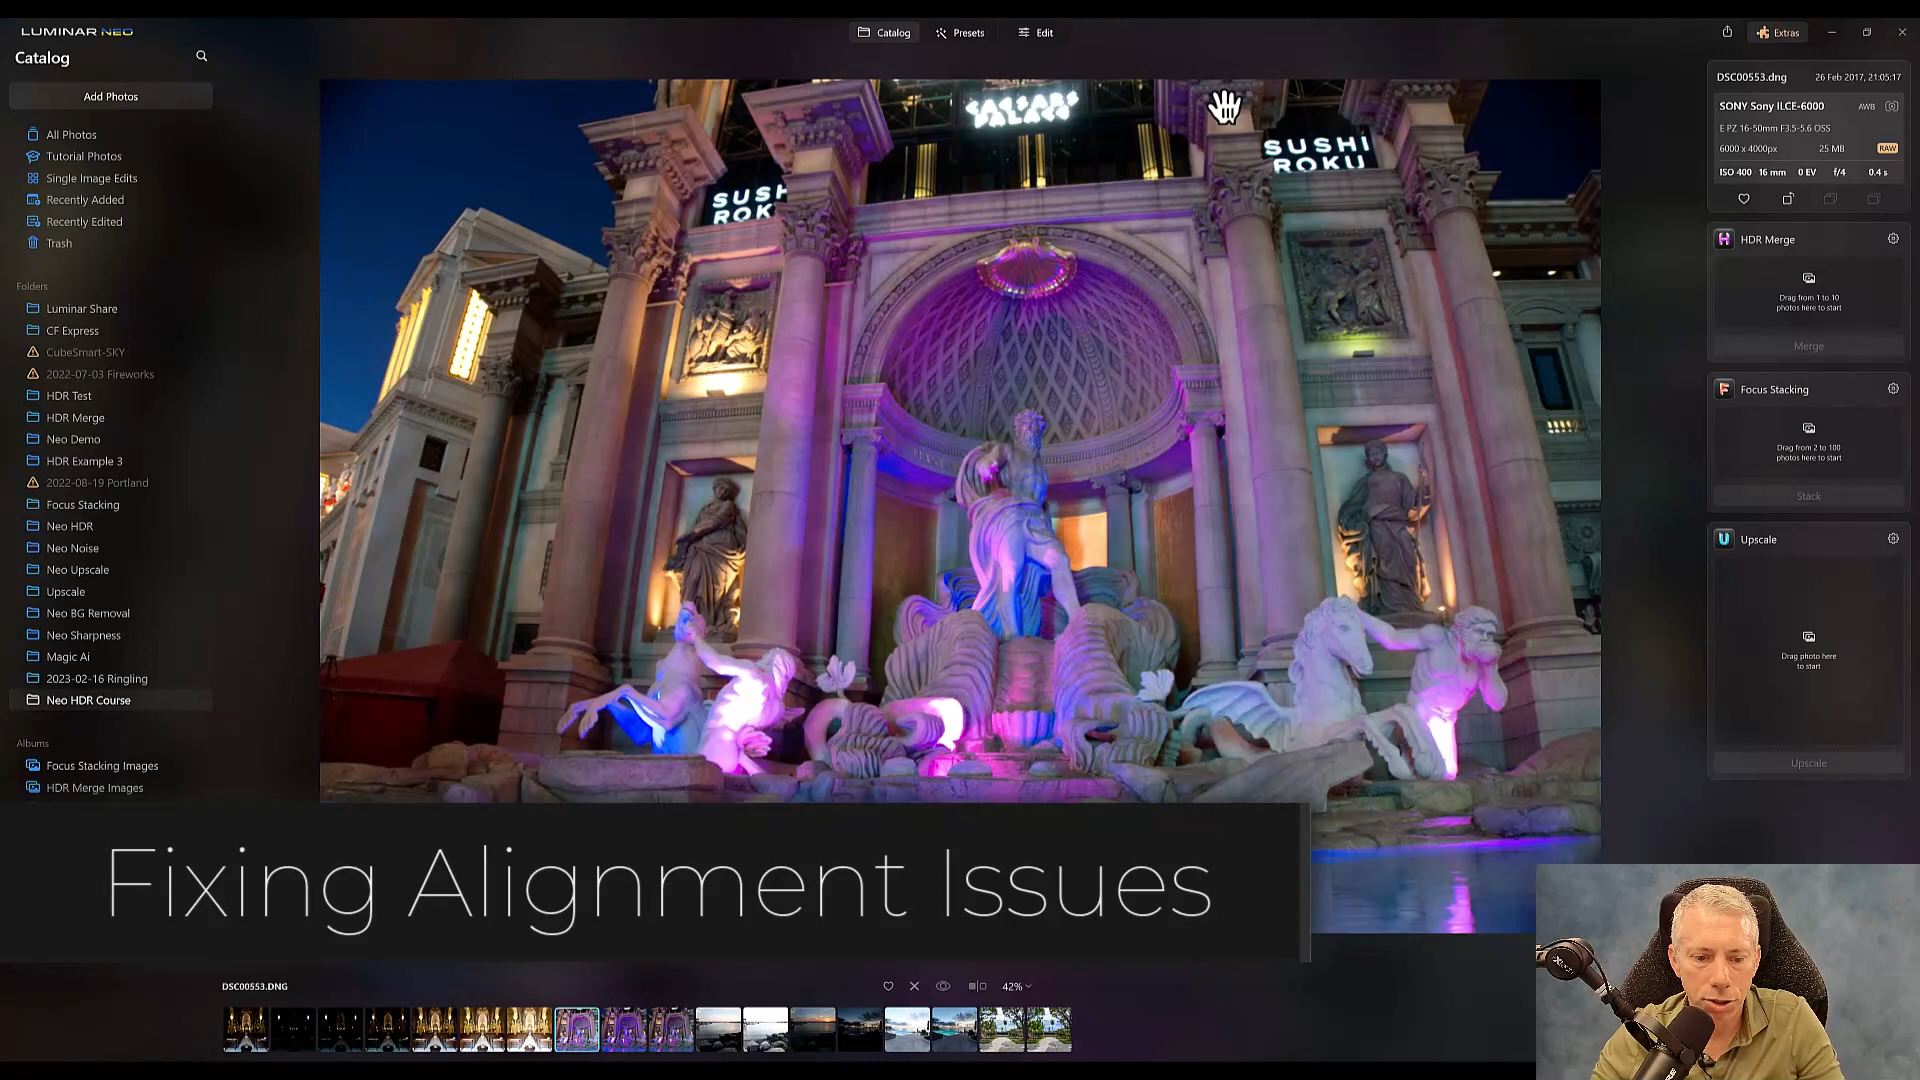 LUMINAR NEO
Catalog
Presets
Edit
Extras
Catalog
Add Photos
All Photos
Tutorial Photos
Single Image Edits
Recently Added
Recently Edited
Trash
Folders
Luminar Share
CF Express
CubeSmart-SKY
2022-07-03 Fireworks
HDR Test
HDR Merge
Neo Demo
HDR Example 3
2022-08-19 Portland
Focus Stacking
Neo HDR
Neo Noise
Neo Upscale
Upscale
Neo BG Removal
Neo Sharpness
Magic Ai
2023-02-16 Ringling
Neo HDR Course
Albums
Focus Stacking Images
HDR Merge Images
CAESARS
PALACE
SUSHI
ROKU
SUSHI
ROKU
DSC00553.dng 26 Feb 2017, 21:05:17
SONY Sony ILCE-6000 AWB
E PZ 16-50mm F3.5-5.6 OSS
6000 x 4000px 25 MB RAW
ISO 400 16 mm 0 EV f/4 0.4 s
HDR Merge
Drag from 1 to 10
photos here to start
Merge
Focus Stacking
Drag from 2 to 100
photos here to start
Stack
Upscale
Drag photo here
to start
Upscale
Fixing Alignment Issues
DSC00553.DNG
42%